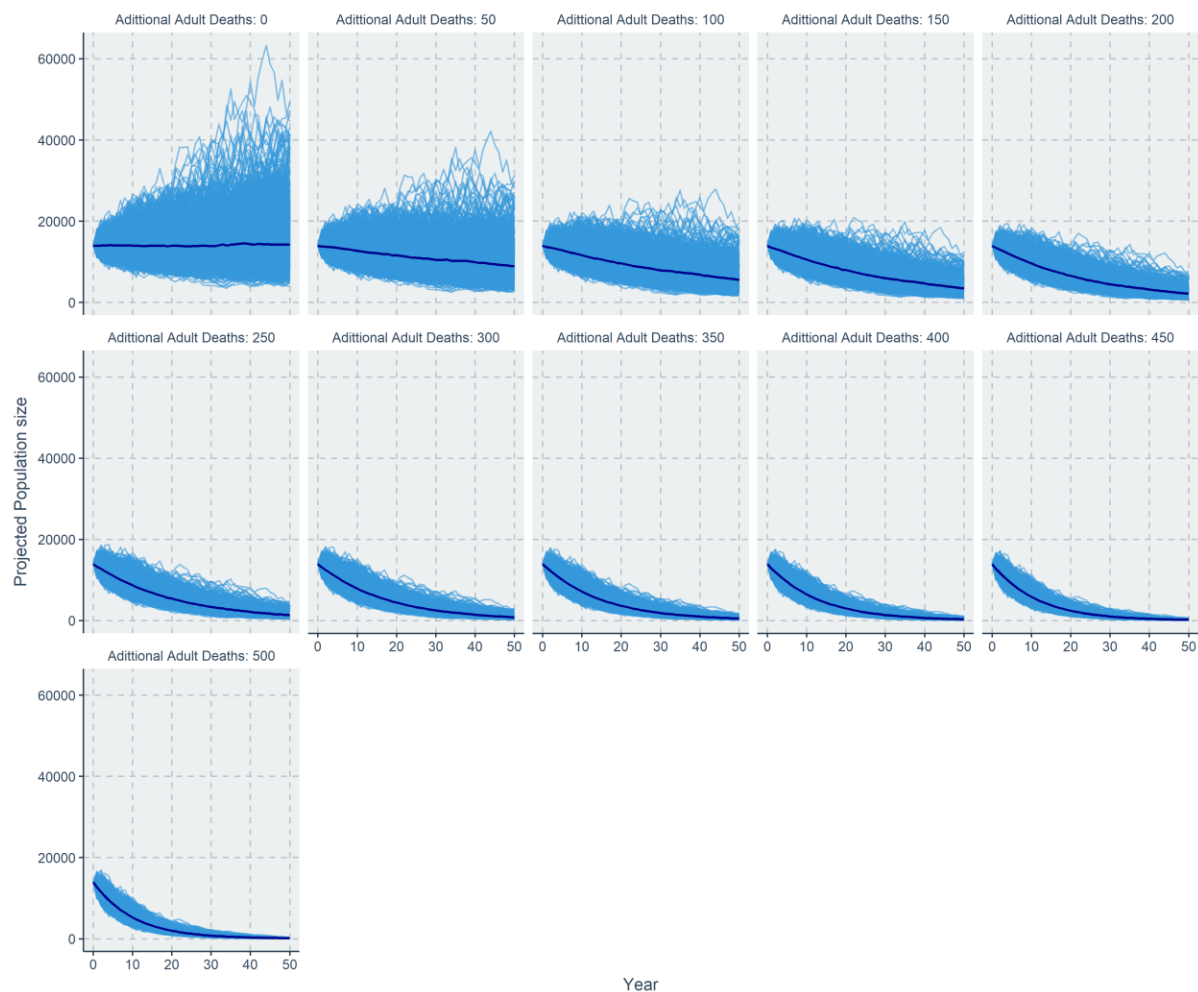 Adittional Adult Deaths: 0
Adittional Adult Deaths: 50
Adittional Adult Deaths: 100
Adittional Adult Deaths: 150
Adittional Adult Deaths: 200
60000
40000
20000
0
0 10 20 30 40 50
0 10 20 30 40 50
0 10 20 30 40 50
0 10 20 30 40 50
Adittional Adult Deaths: 250
Adittional Adult Deaths: 300
Adittional Adult Deaths: 350
Adittional Adult Deaths: 400
Adittional Adult Deaths: 450
60000
40000
20000
0
Adittional Adult Deaths: 500
60000
40000
20000
0
0 10 20 30 40 50
Projected Population size
Year